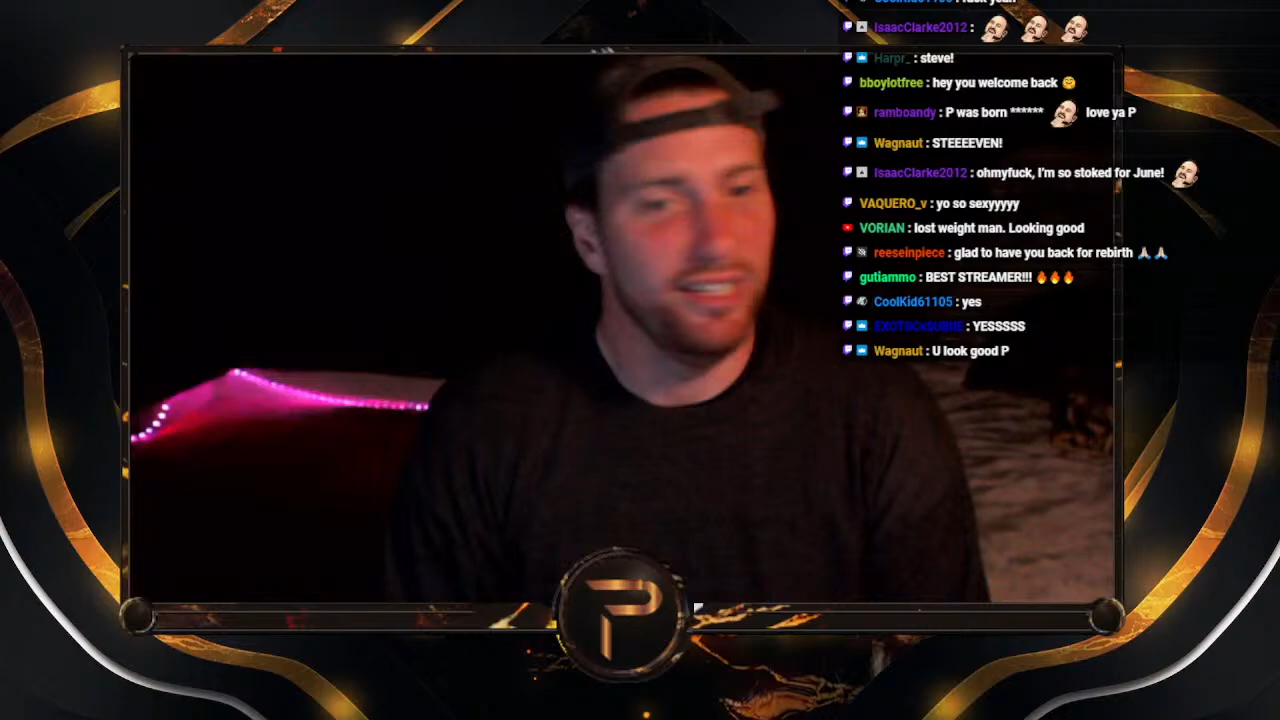 IsaacClarke2012 :
Harpr_ : steve!
bboylotfree : hey you welcome back 🤗
ramboandy : P was born ****** love ya P
Wagnaut : STEEEEVEN!
IsaacClarke2012 : ohmyfuck, I'm so stoked for June!
VAQUERO_v : yo so sexyyyyy
VORIAN : lost weight man. Looking good
reeseinpiece : glad to have you back for rebirth 🙏🏻 🙏🏻
gutiammo : BEST STREAMER!!! 🔥🔥🔥
CoolKid61105 : yes
: YESSSSS
Wagnaut : U look good P
P